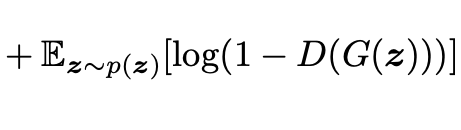 + 𝔼_{z∼p(z)}[log(1 − D(G(z)))]